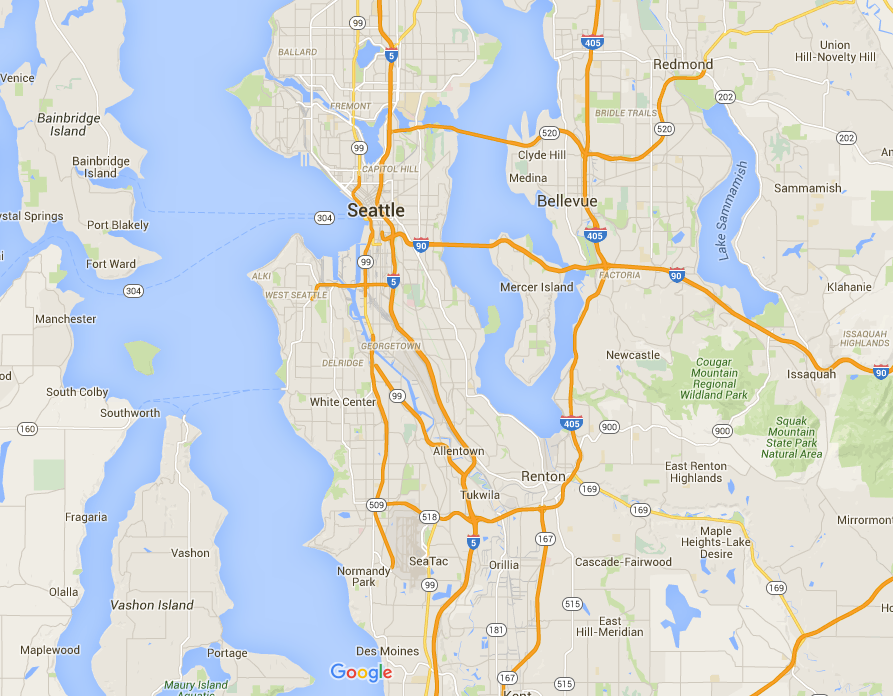 99
405
Union
Hill-Novelty Hill
BALLARD
5
Redmond
Venice
202
FREMONT
BRIDLE TRAILS
Bainbridge
Island
520
520
202
99
Clyde Hill
Bainbridge
Island
CAPITOL HILL
Medina
Sammamish
Bellevue
Lake Sammamish
Seattle
304
Crystal Springs
Port Blakely
405
90
Fort Ward
99
ALKI
FACTORIA
90
5
Mercer Island
Klahanie
304
WEST SEATTLE
Manchester
ISSAQUAH
HIGHLANDS
GEORGETOWN
Newcastle
DELRIDGE
Cougar
Mountain
Regional
Wildland Park
Issaquah
90
South Colby
99
White Center
Southworth
405
160
900
900
Squak
Mountain
State Park
Natural Area
Allentown
East Renton
Highlands
Renton
Tukwila
169
509
169
Fragaria
518
Mirrormont
Maple
Heights-Lake
Desire
167
5
Vashon
SeaTac
Orillia
Cascade-Fairwood
Normandy
Park
99
169
Olalla
Vashon Island
515
181
East
Hill-Meridian
Maplewood
Portage
Des Moines
Google
167
515
Maury Island
Aquatic
Kent